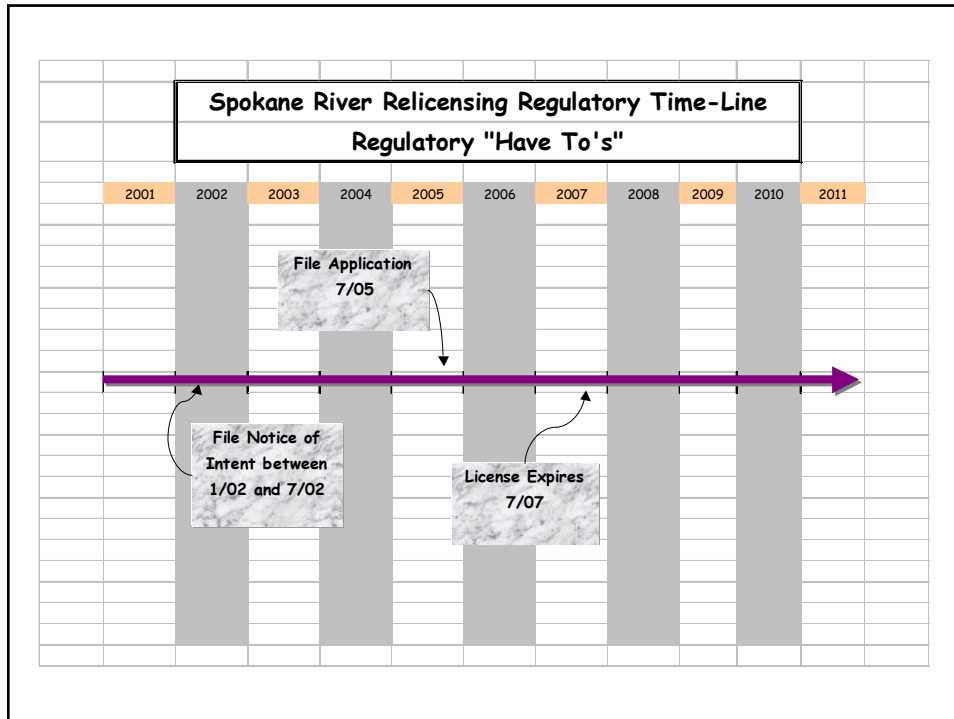 Spokane River Relicensing Regulatory Time-Line
Regulatory "Have To's"
2001 2002 2003 2004 2005 2006 2007 2008 2009 2010 2011
File Application
7/05
File Notice of
Intent between
1/02 and 7/02
License Expires
7/07